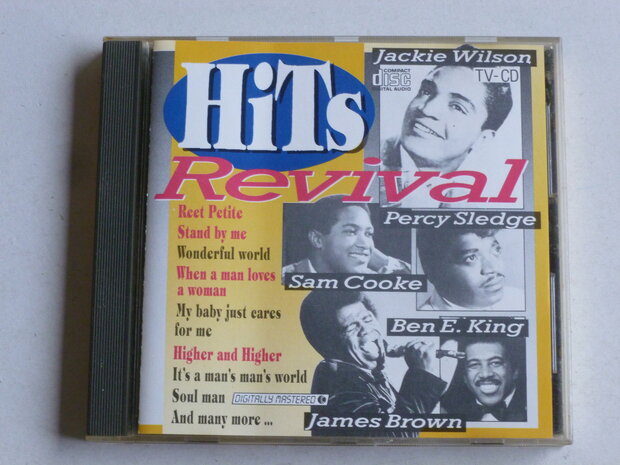 HiTs
Revival
Jackie Wilson
COMPACT
disc
DIGITAL AUDIO
TV-CD
Percy Sledge
Sam Cooke
Ben E. King
James Brown
Reet Petite
Stand by me
Wonderful world
When a man loves
a woman
My baby just cares
for me
Higher and Higher
It's a man's man's world
Soul man DIGITALLY MASTERED
And many more ...